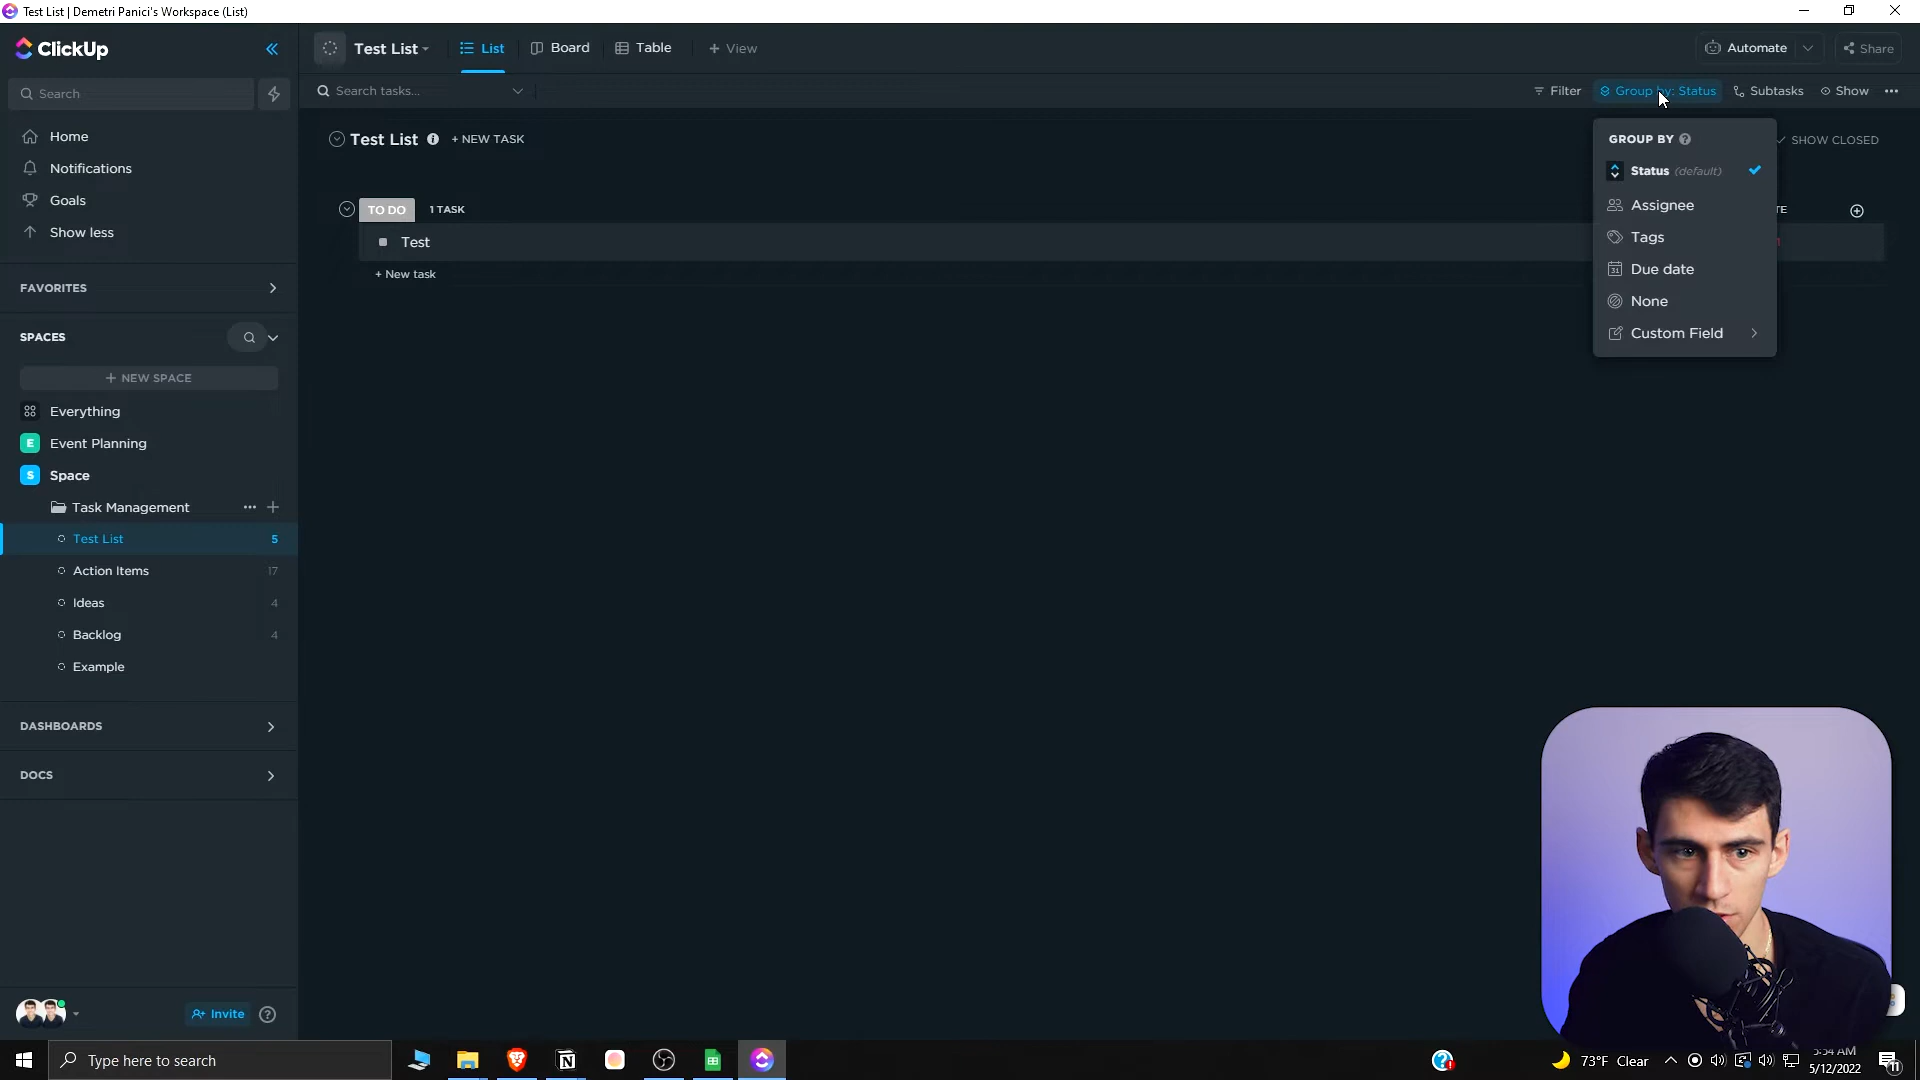 Test List | Demetri Panici's Workspace (List)
ClickUp
Test List
List
Board
Table
+ View
Automate
Share
Search
Search tasks...
Filter
Group by: Status
Subtasks
Show
Home
Notifications
Goals
Show less
FAVORITES
SPACES
+ NEW SPACE
Everything
E Event Planning
S Space
Task Management
Test List 5
Action Items 17
Ideas 4
Backlog 4
Example
DASHBOARDS
DOCS
Invite
Test List + NEW TASK
SHOW CLOSED
TO DO 1 TASK
Test
+ New task
GROUP BY
Status (default)
Assignee
Tags
Due date
None
Custom Field
Type here to search
73°F Clear
5:54 AM
5/12/2022
11